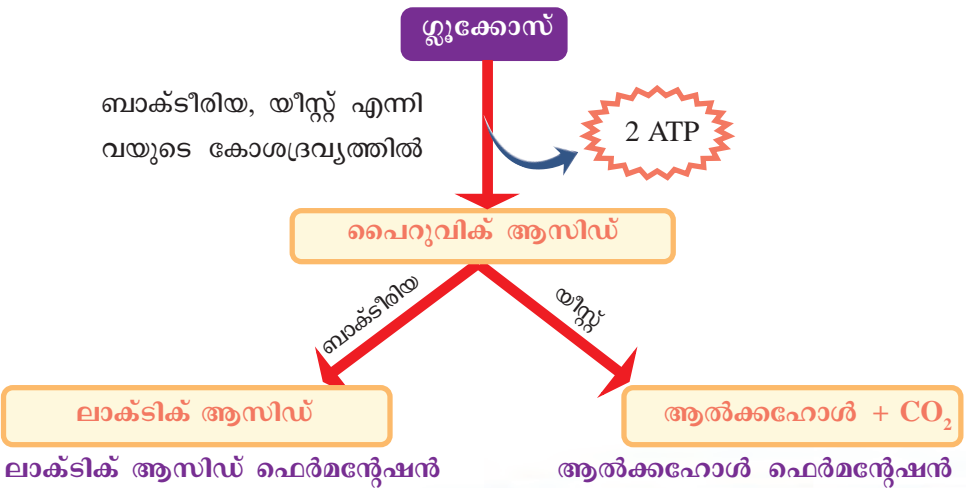 ഗ്ലൂക്കോസ്
ബാക്ടീരിയ, യീസ്റ്റ് എന്നി
വയുടെ കോശദ്രവ്യത്തിൽ
2 ATP
പൈറുവിക് ആസിഡ്
ബാക്ടീരിയ
യീസ്റ്റ്
ലാക്ടിക് ആസിഡ്
ആൽക്കഹോൾ + CO₂
ലാക്ടിക് ആസിഡ് ഫെർമന്റേഷൻ
ആൽക്കഹോൾ ഫെർമന്റേഷൻ